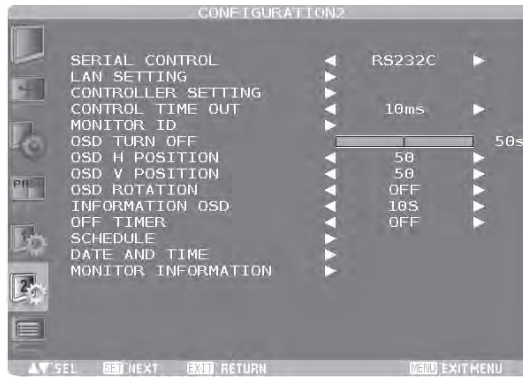 CONFIGURATION2
SERIAL CONTROL RS232C
LAN SETTING
CONTROLLER SETTING
CONTROL TIME OUT 10ms
MONITOR ID
OSD TURN OFF 50s
OSD H POSITION 50
OSD V POSITION 50
OSD ROTATION OFF
INFORMATION OSD 10S
OFF TIMER OFF
SCHEDULE
DATE AND TIME
MONITOR INFORMATION
SEL SET NEXT EXIT RETURN MENU EXIT MENU